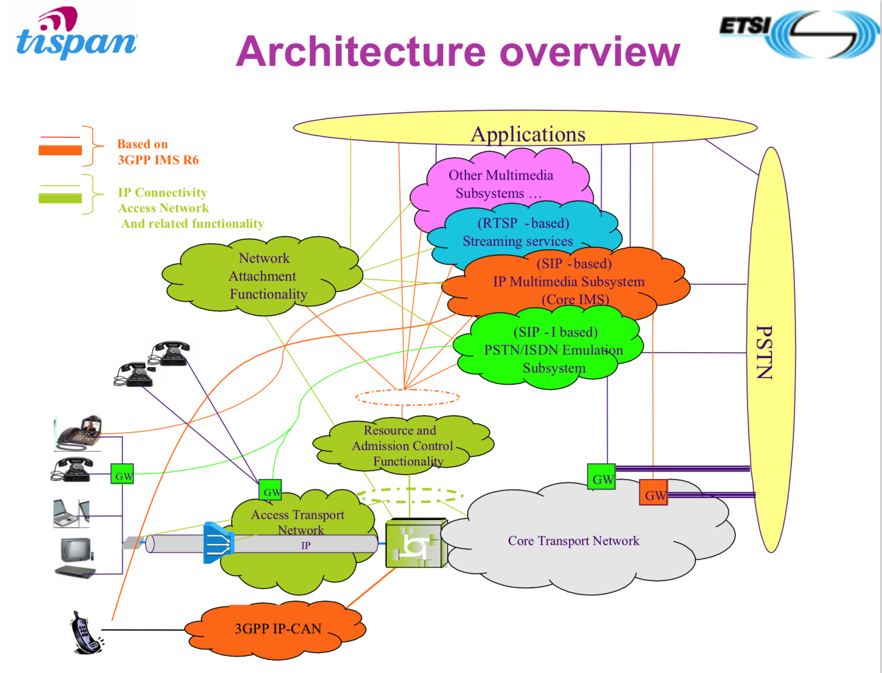 tispan
Architecture overview
ETSI
Applications
Based on
3GPP IMS R6
IP Connectivity
Access Network
And related functionality
Other Multimedia
Subsystems …
(RTSP - based)
Streaming services
Network
Attachment
Functionality
(SIP - based)
IP Multimedia Subsystem
(Core IMS)
(SIP - I based)
PSTN/ISDN Emulation
Subsystem
PSTN
Resource and
Admission Control
Functionality
GW
GW
GW
GW
Access Transport
Network
IP
Core Transport Network
3GPP IP-CAN